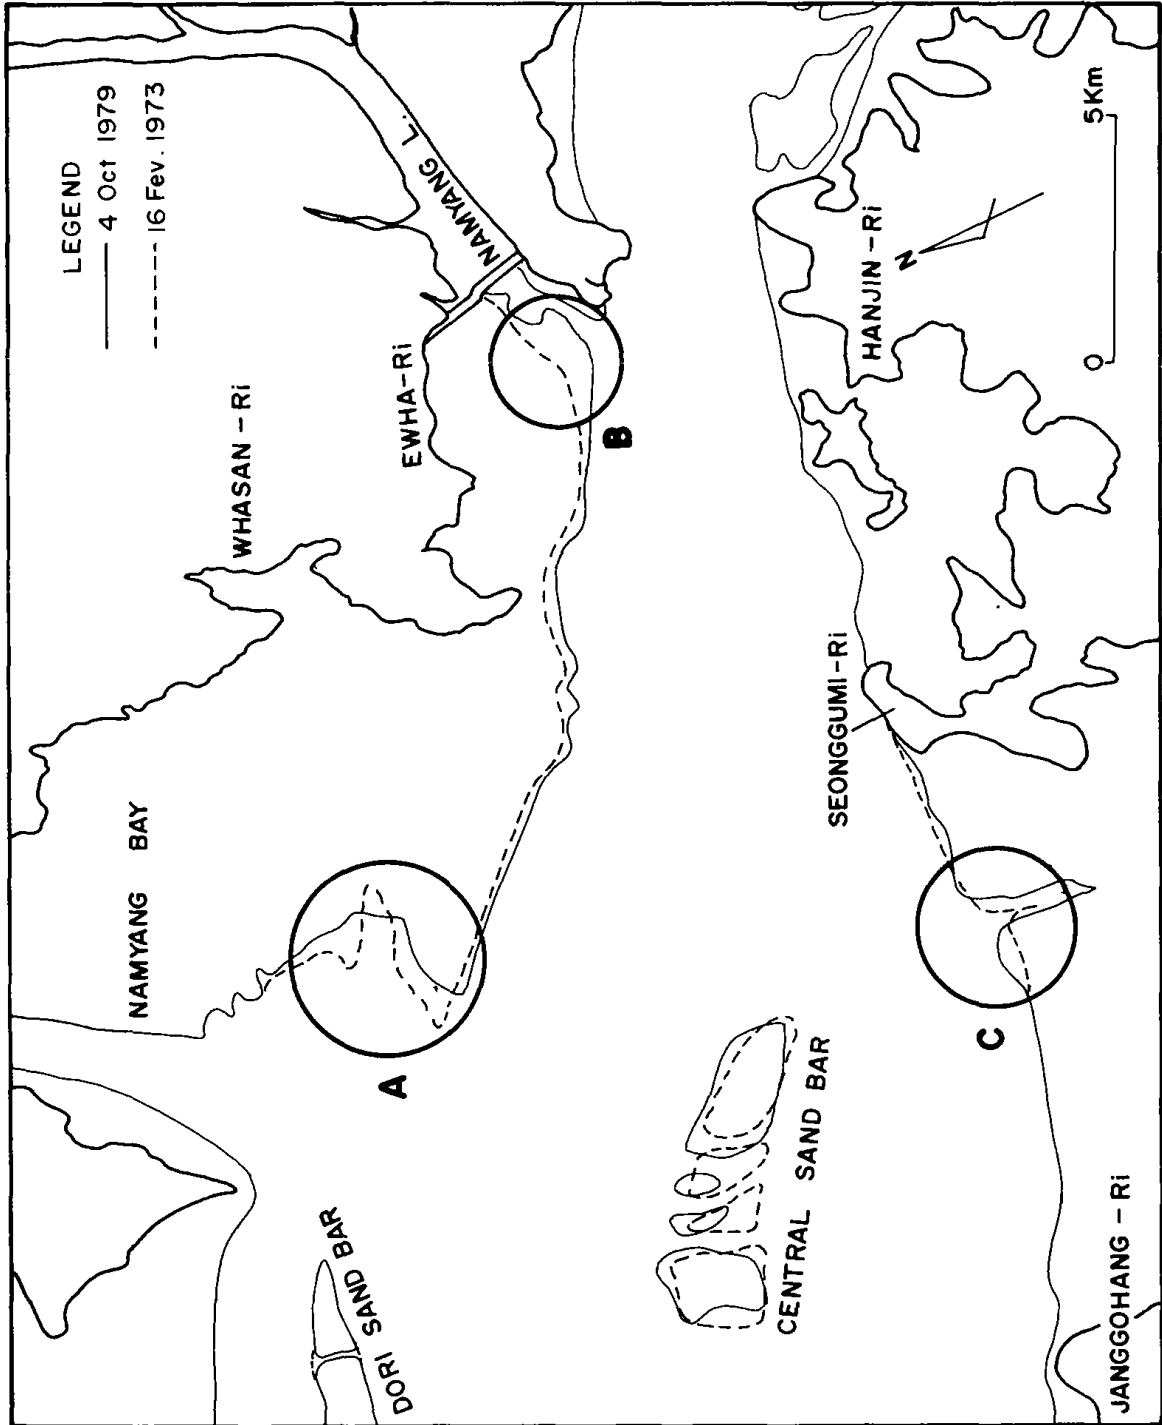 LEGEND
4 Oct 1979
16 Fev. 1973
NAMYANG BAY
WHASAN-Ri
EWHA-Ri
NAMYANG L.
A
B
DORI SAND BAR
CENTRAL SAND BAR
C
SEONGGUMI-Ri
HANJIN-Ri
N
JANGGOHANG-Ri
0
5Km